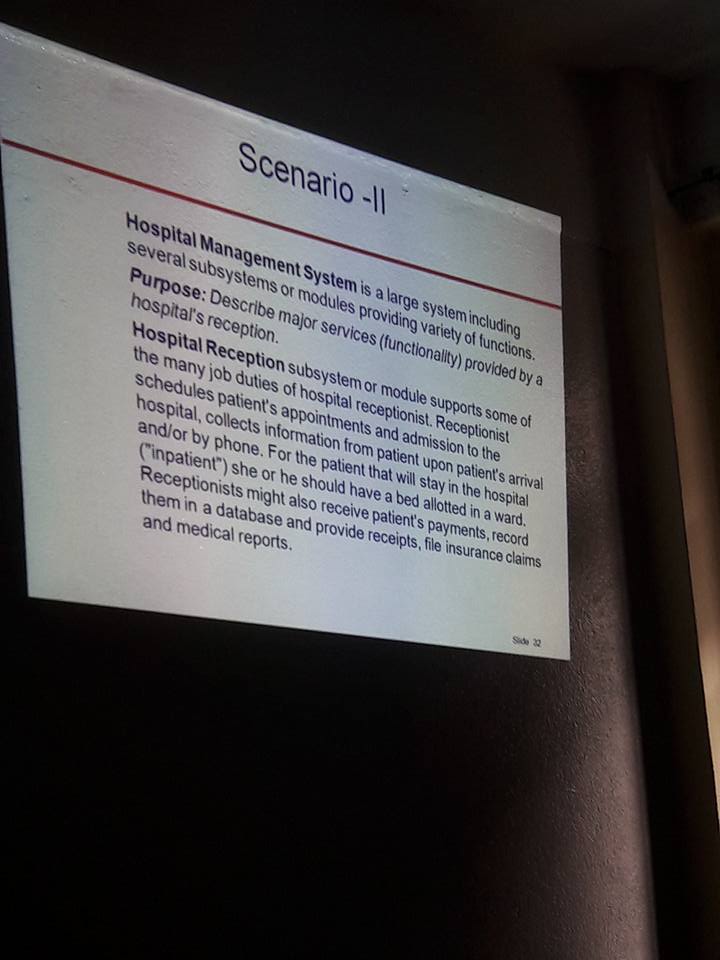 Scenario -II
Hospital Management System is a large system including
several subsystems or modules providing variety of functions.
Purpose: Describe major services (functionality) provided by a
hospital's reception.
Hospital Reception subsystem or module supports some of
the many job duties of hospital receptionist. Receptionist
schedules patient's appointments and admission to the
hospital, collects information from patient upon patient's arrival
and/or by phone. For the patient that will stay in the hospital
("inpatient") she or he should have a bed allotted in a ward.
Receptionists might also receive patient's payments, record
them in a database and provide receipts, file insurance claims
and medical reports.
Slide 32